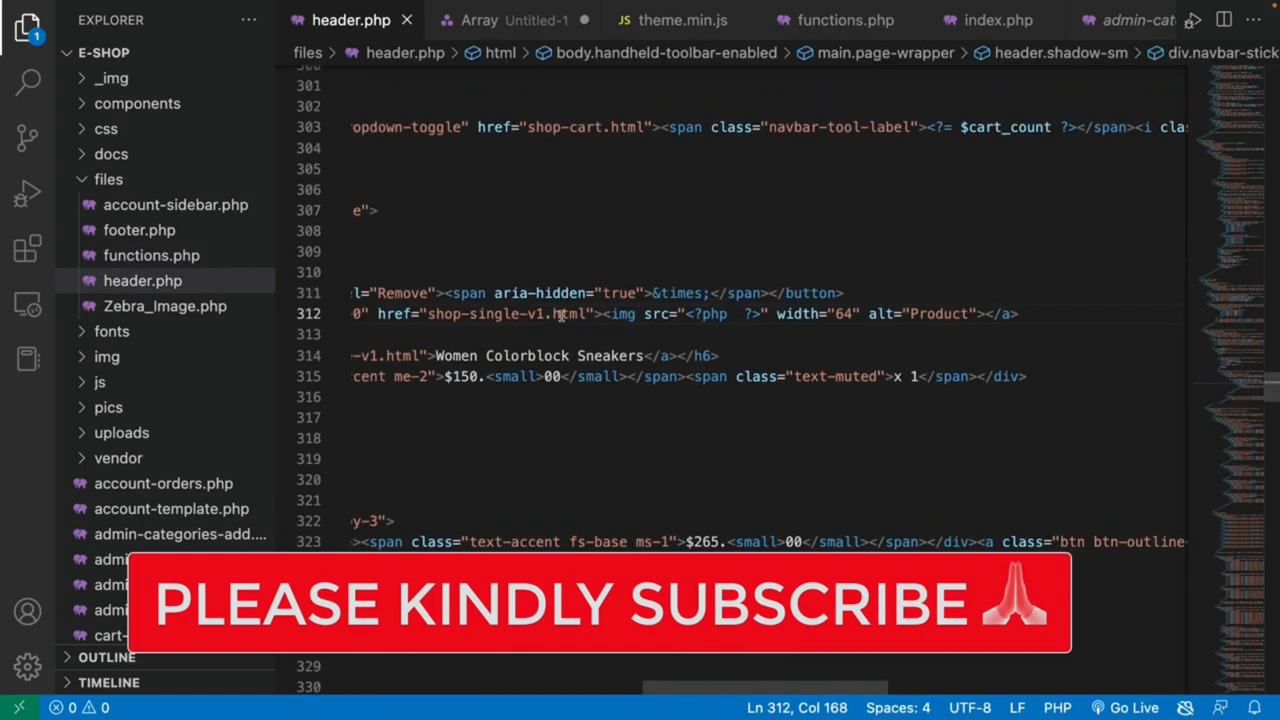 EXPLORER
header.php
Array Untitled-1
theme.min.js
functions.php
index.php
admin-cat
E-SHOP
files
header.php
html
body.handheld-toolbar-enabled
main.page-wrapper
header.shadow-sm
div.navbar-stick
1
_img
components
css
docs
files
account-sidebar.php
footer.php
functions.php
header.php
Zebra_Image.php
fonts
img
js
pics
uploads
vendor
account-orders.php
account-template.php
admin-categories-add....
adm
adm
adm
cart-
OUTLINE
TIMELINE
301
302
303 opdown-toggle" href="shop-cart.html"><span class="navbar-tool-label"><?= $cart_count ?></span><i clas
304
305
306
307 e">
308
309
310
311 l="Remove"><span aria-hidden="true">&times;</span></button>
312 0" href="shop-single-v1.html"><img src="<?php  ?>" width="64" alt="Product"></a>
313
314 -v1.html">Women Colorblock Sneakers</a></h6>
315 cent me-2">$150.<small>00</small></span><span class="text-muted">x 1</span></div>
316
317
318
319
320
321
322 y-3">
323 ><span class="text-accent fs-base ms-1">$265.<small>00</small></span></div><a class="btn btn-outline-
PLEASE KINDLY SUBSCRIBE
329
330
0 0
Ln 312, Col 168
Spaces: 4
UTF-8
LF
PHP
Go Live